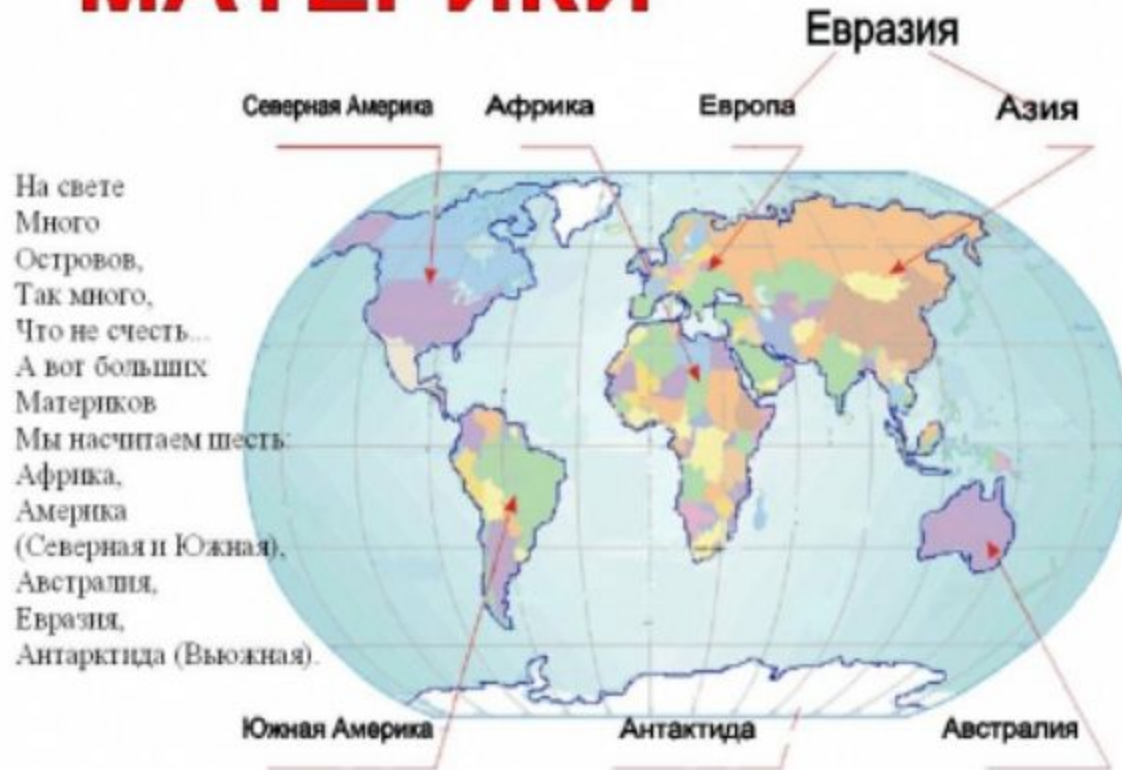 МАТЕРИКИ
Евразия
Северная Америка Африка Европа Азия
На свете
Много
Островов,
Так много,
Что не счесть...
А вот больших
Материков
Мы насчитаем шесть:
Африка,
Америка
(Северная и Южная),
Австралия,
Евразия,
Антарктида (Вьюжная).
Южная Америка Антактида Австралия